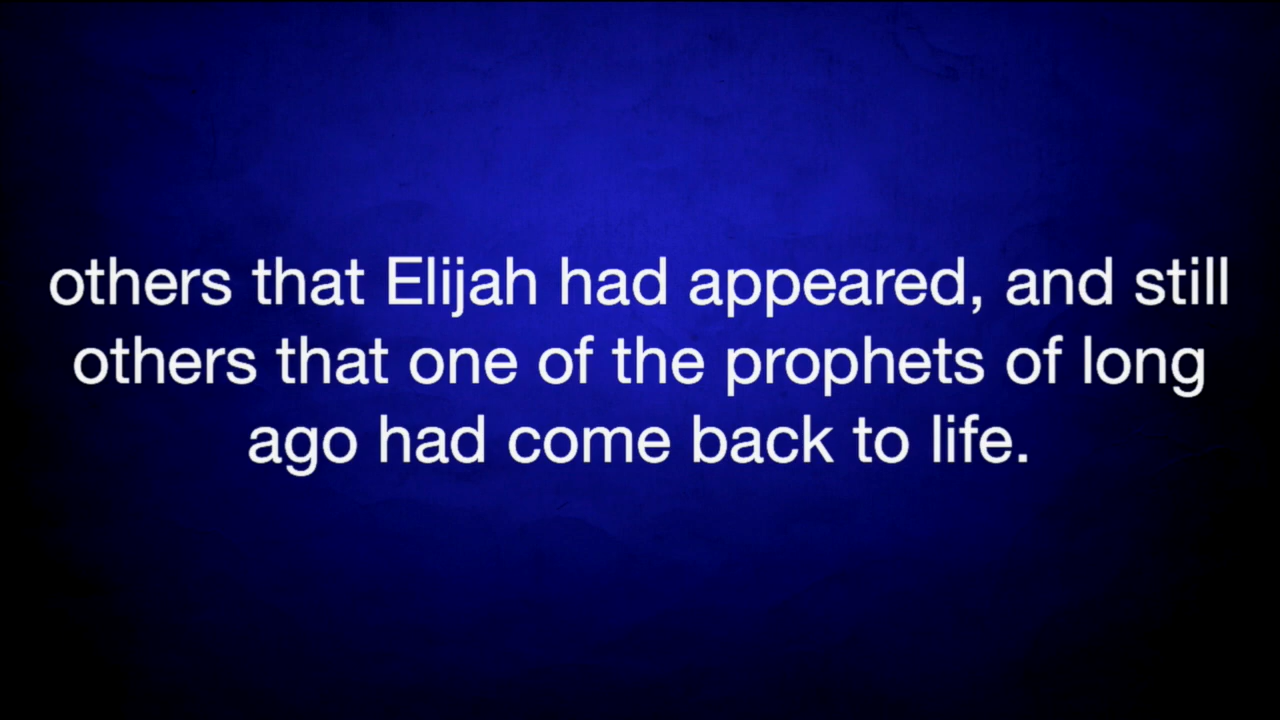 others that Elijah had appeared, and still
others that one of the prophets of long
ago had come back to life.